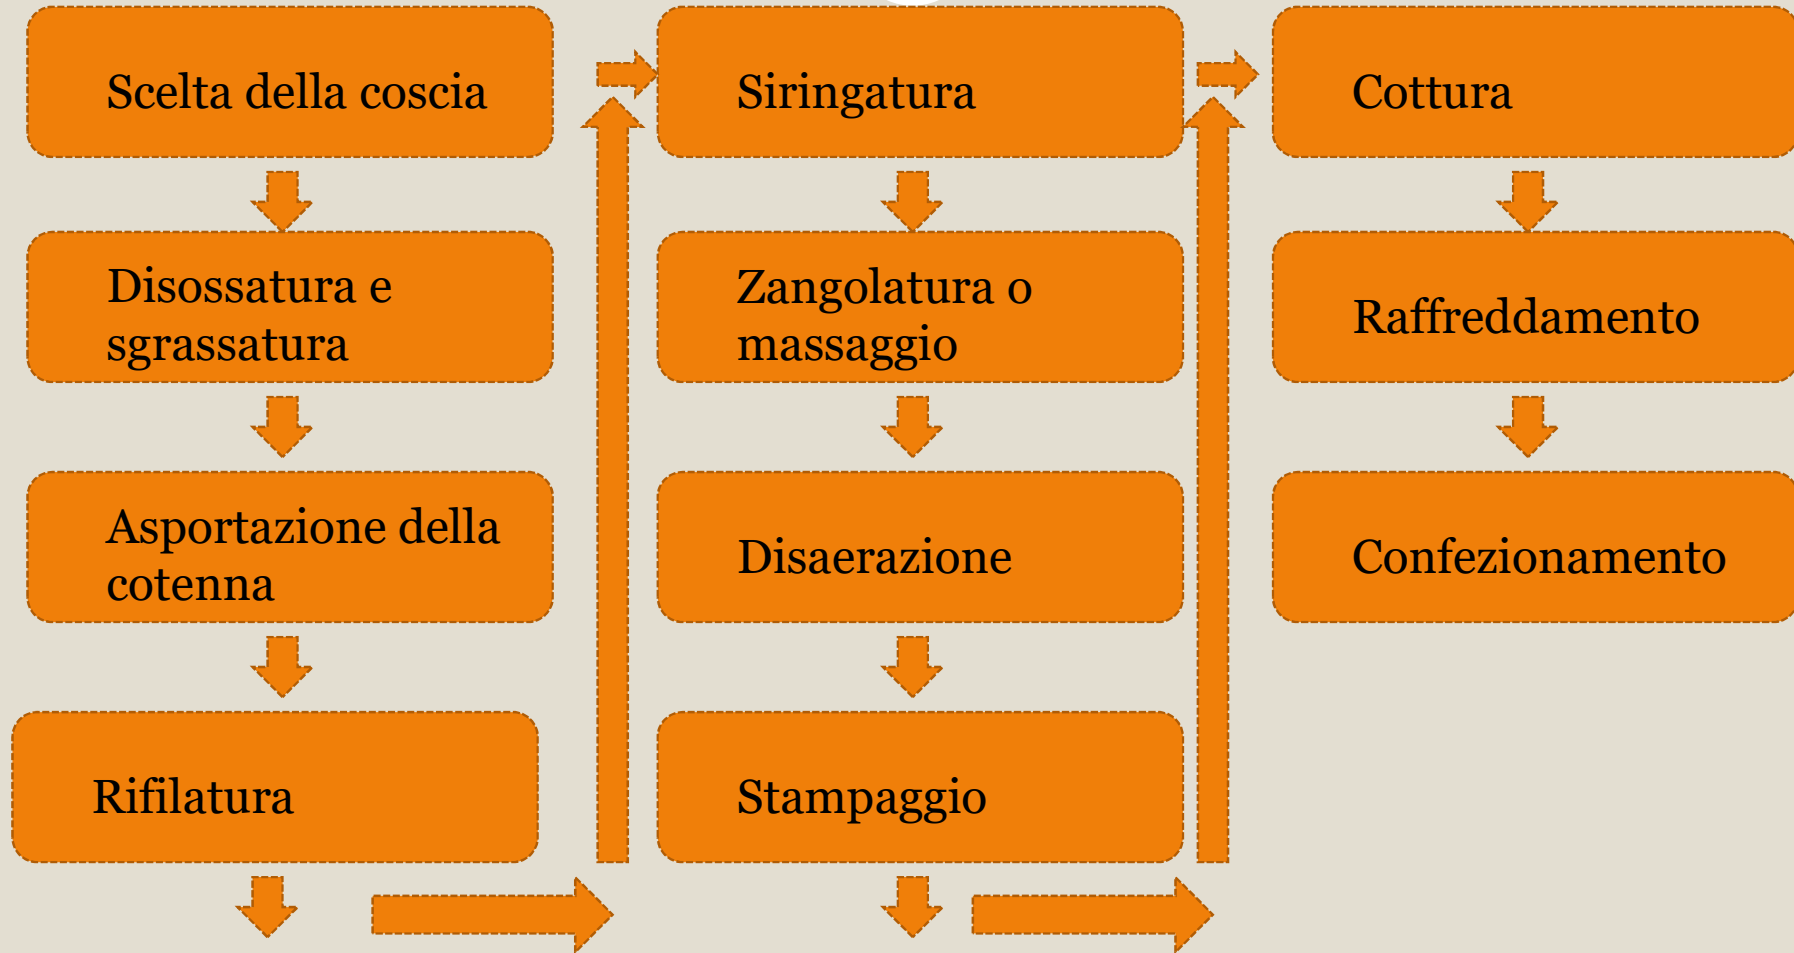 Scelta della coscia
Disossatura e
sgrassatura
Asportazione della
cotenna
Rifilatura
Siringatura
Zangolatura o
massaggio
Disaerazione
Stampaggio
Cottura
Raffreddamento
Confezionamento